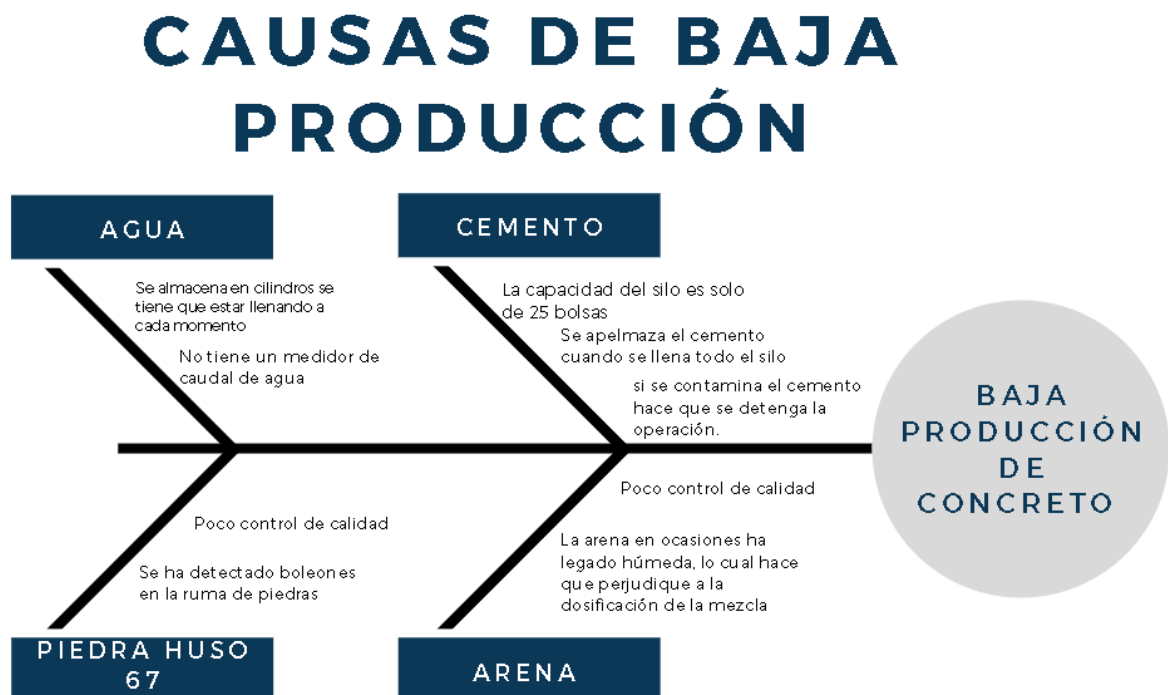 CAUSAS DE BAJA
PRODUCCIÓN
AGUA
Se almacena en cilindros se
tiene que estar llenando a
cada momento
No tiene un medidor de
caudal de agua
CEMENTO
La capacidad del silo es solo
de 25 bolsas
Se apelmaza el cemento
cuando se llena todo el silo
si se contamina el cemento
hace que se detenga la
operación.
BAJA
PRODUCCIÓN
DE
CONCRETO
Poco control de calidad
Se ha detectado boleones
en la ruma de piedras
PIEDRA HUSO
67
Poco control de calidad
La arena en ocasiones ha
legado húmeda, lo cual hace
que perjudique a la
dosificación de la mezcla
ARENA